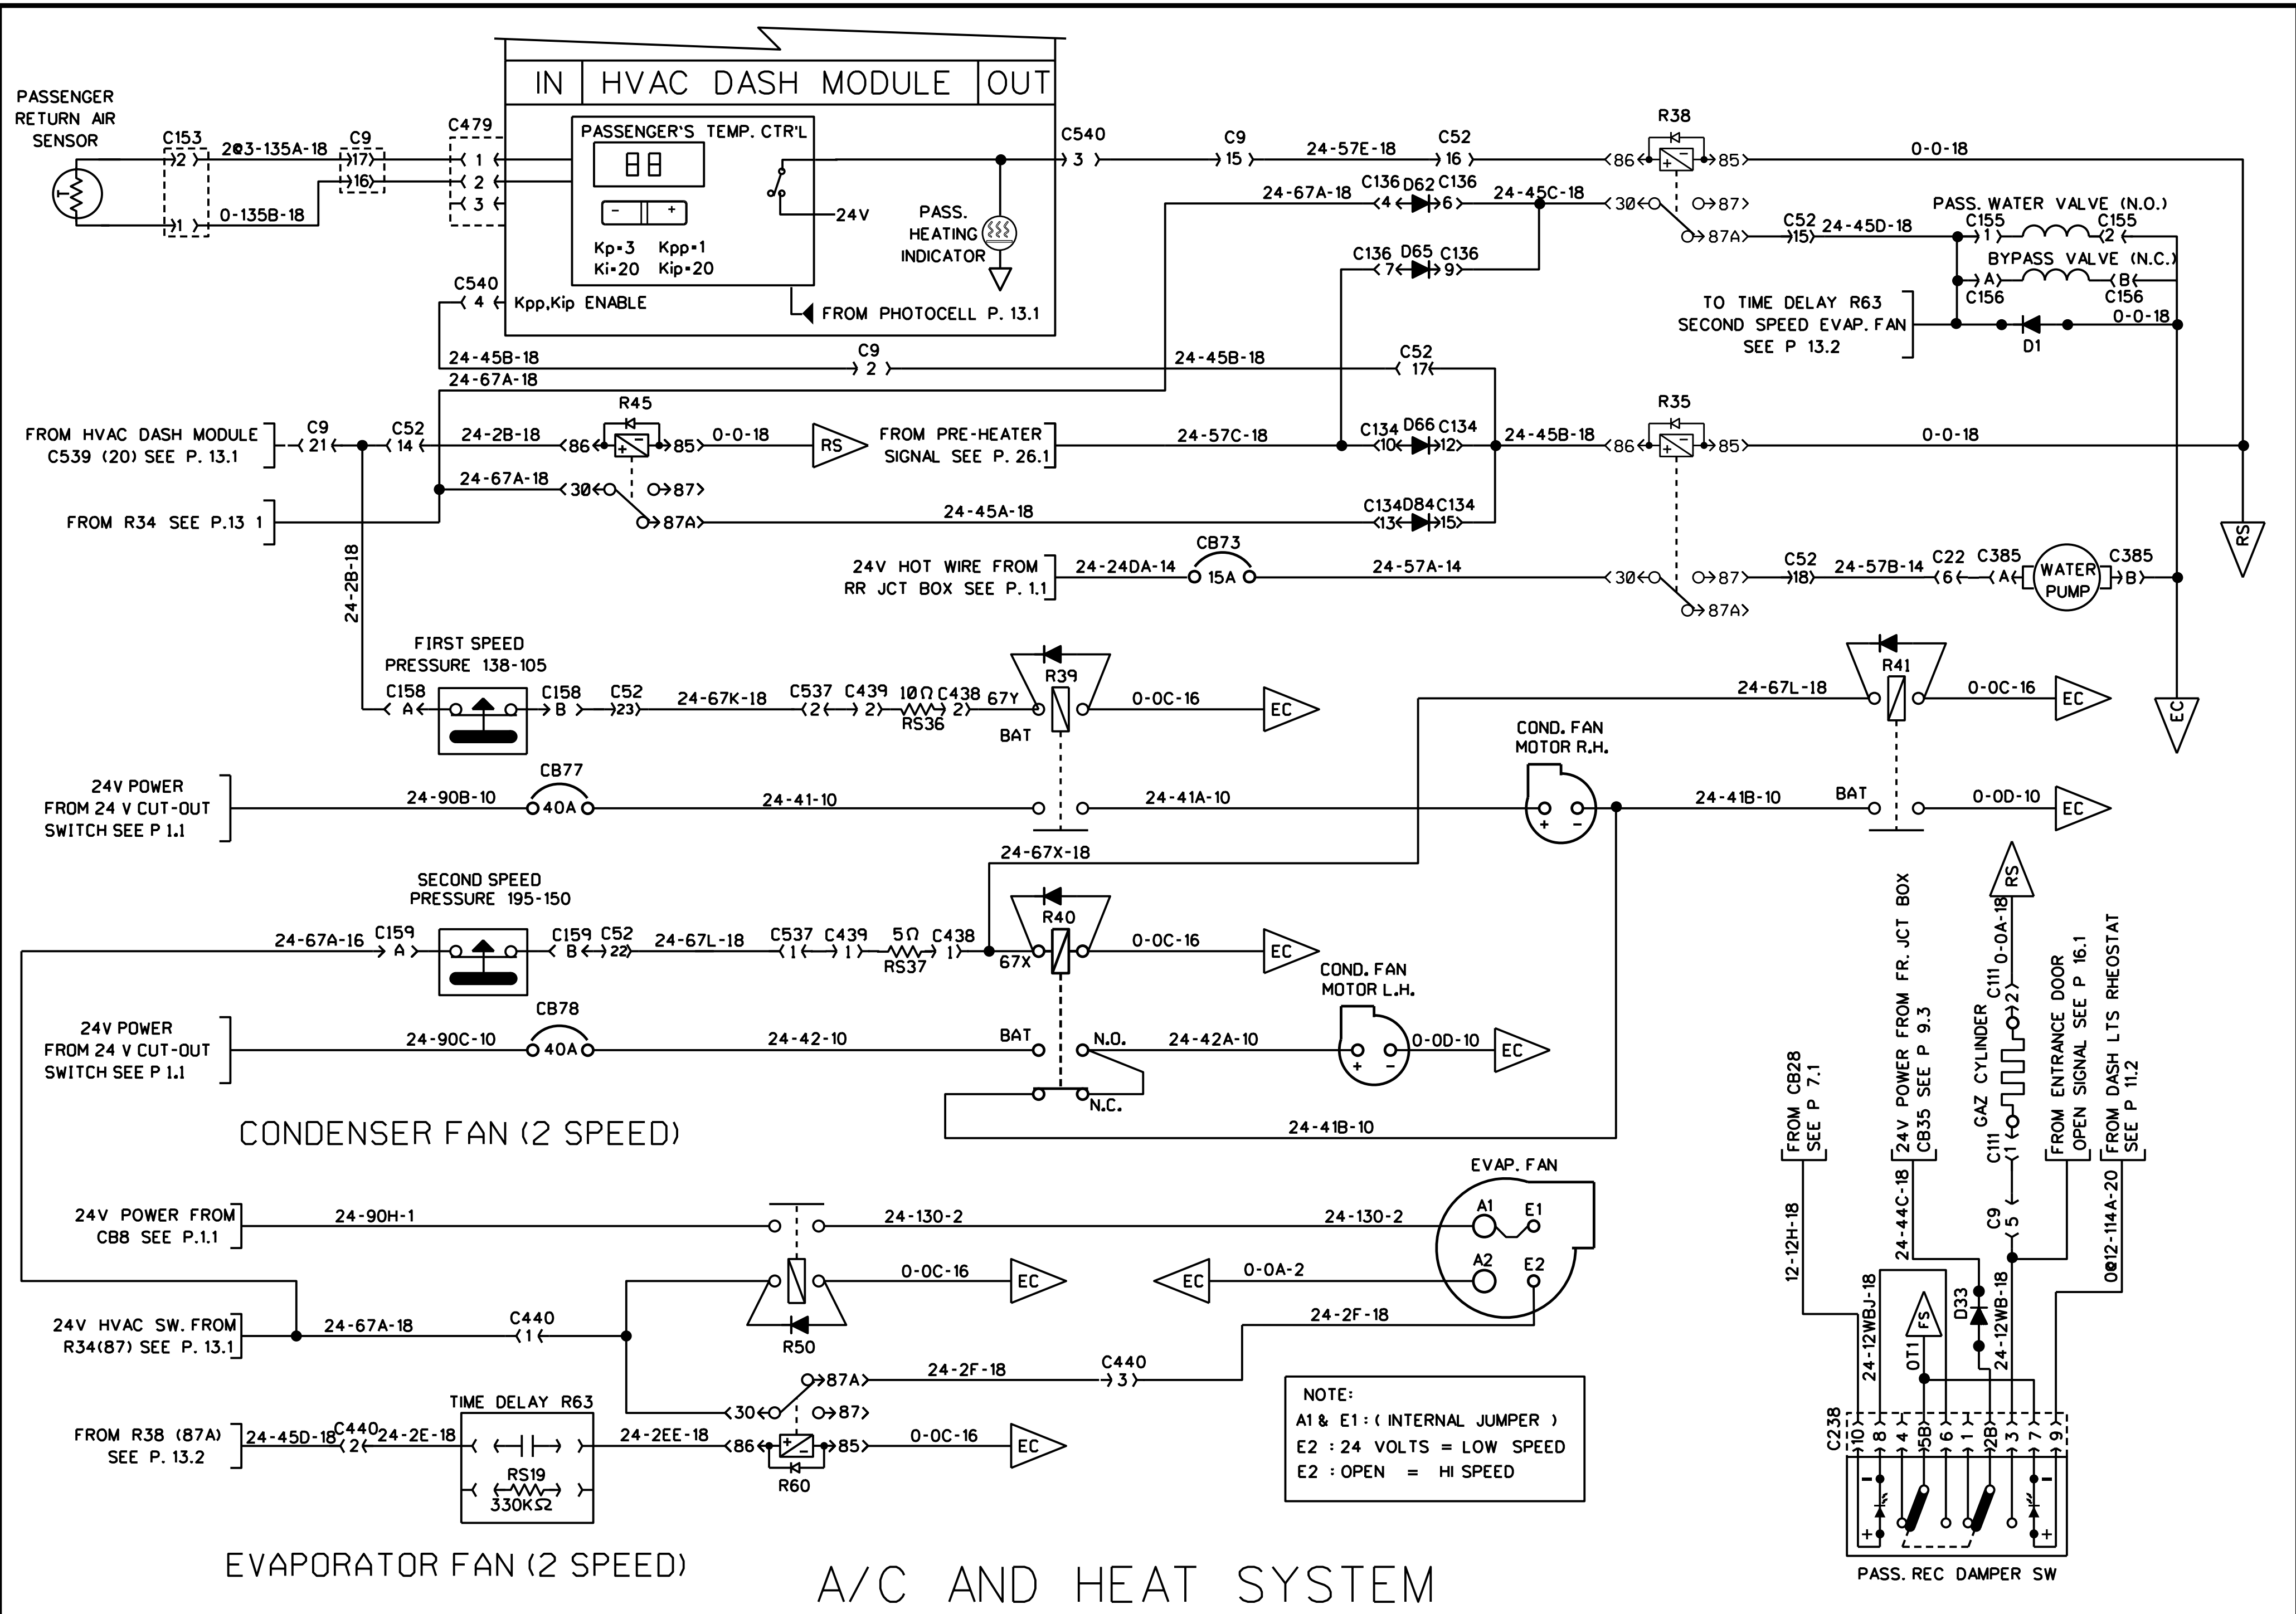 IN HVAC DASH MODULE OUT
PASSENGER
RETURN AIR
SENSOR
C153
2
1
2@3-135A-18
0-135B-18
C9
17
16
C479
1
2
3
PASSENGER'S TEMP. CTR'L
88
- +
Kp=3 Kpp=1
Ki=20 Kip=20
24V
PASS.
HEATING
INDICATOR
FROM PHOTOCELL P. 13.1
C540
4
Kpp,Kip ENABLE
C540
3
C9
15
24-57E-18
C52
16
R38
86
+ -
85
0-0-18
24-67A-18
C136 D62 C136
4 6
24-45C-18
30
87
87A
C52
15
24-45D-18
PASS. WATER VALVE (N.O.)
C155 C155
1 2
BYPASS VALVE (N.C.)
A B
C156 C156
0-0-18
D1
C136 D65 C136
7 9
TO TIME DELAY R63
SECOND SPEED EVAP. FAN
SEE P 13.2
24-45B-18
C9
2
24-45B-18
C52
17
24-67A-18
FROM HVAC DASH MODULE
C539 (20) SEE P. 13.1
C9
21
C52
14
24-2B-18
R45
86
+ -
85
0-0-18
RS
FROM PRE-HEATER
SIGNAL SEE P. 26.1
24-57C-18
C134 D66 C134
10 12
24-45B-18
R35
86
+ -
85
0-0-18
24-67A-18
30
87
87A
FROM R34 SEE P.13 1
24-45A-18
C134 D84 C134
13 15
RS
24-2B-18
24V HOT WIRE FROM
RR JCT BOX SEE P. 1.1
24-24DA-14
CB73
15A
24-57A-14
30
87
87A
C52
18
24-57B-14
C22
6
C385
A
WATER
PUMP
C385
B
EC
FIRST SPEED
PRESSURE 138-105
C158
A
C158
B
C52
23
24-67K-18
C537
2
C439
2
10Ω
RS36
C438
2
67Y
R39
BAT
0-0C-16
EC
24-67L-18
R41
0-0C-16
EC
24V POWER
FROM 24 V CUT-OUT
SWITCH SEE P 1.1
24-90B-10
CB77
40A
24-41-10
24-41A-10
COND. FAN
MOTOR R.H.
+ -
24-41B-10
BAT
0-0D-10
EC
24-67X-18
SECOND SPEED
PRESSURE 195-150
24-67A-16
C159
A
C159
B
C52
22
24-67L-18
C537
1
C439
1
5Ω
RS37
C438
1
67X
R40
0-0C-16
EC
24V POWER
FROM 24 V CUT-OUT
SWITCH SEE P 1.1
24-90C-10
CB78
40A
24-42-10
BAT
N.O.
N.C.
24-42A-10
COND. FAN
MOTOR L.H.
+ -
0-0D-10
EC
24-41B-10
CONDENSER FAN (2 SPEED)
24V POWER FROM
CB8 SEE P.1.1
24-90H-1
24-130-2
24-130-2
EVAP. FAN
A1 E1
A2 E2
0-0C-16
EC
EC
0-0A-2
R50
24-2F-18
24V HVAC SW. FROM
R34(87) SEE P. 13.1
24-67A-18
C440
1
87A
24-2F-18
C440
3
30
87
FROM R38 (87A)
SEE P. 13.2
24-45D-18
C440
2
24-2E-18
TIME DELAY R63
RS19
330KΩ
24-2EE-18
86
+ -
85
R60
0-0C-16
EC
NOTE:
A1 & E1 : ( INTERNAL JUMPER )
E2 : 24 VOLTS = LOW SPEED
E2 : OPEN = HI SPEED
EVAPORATOR FAN (2 SPEED)
A/C AND HEAT SYSTEM
FROM CB28
SEE P 7.1
12-12H-18
24V POWER FROM FR. JCT BOX
CB35 SEE P 9.3
24-44C-18
RS
0-0A-18
C111
2
GAZ CYLINDER
C111
1
C9
5
FROM ENTRANCE DOOR
OPEN SIGNAL SEE P 16.1
FROM DASH LTS RHEOSTAT
SEE P 11.2
0@12-114A-20
24-12WBJ-18
FS
OT1
D33
24-12WB-18
C238
10 8 4 5B 6 1 2B 3 7 9
- -
+ +
PASS. REC DAMPER SW